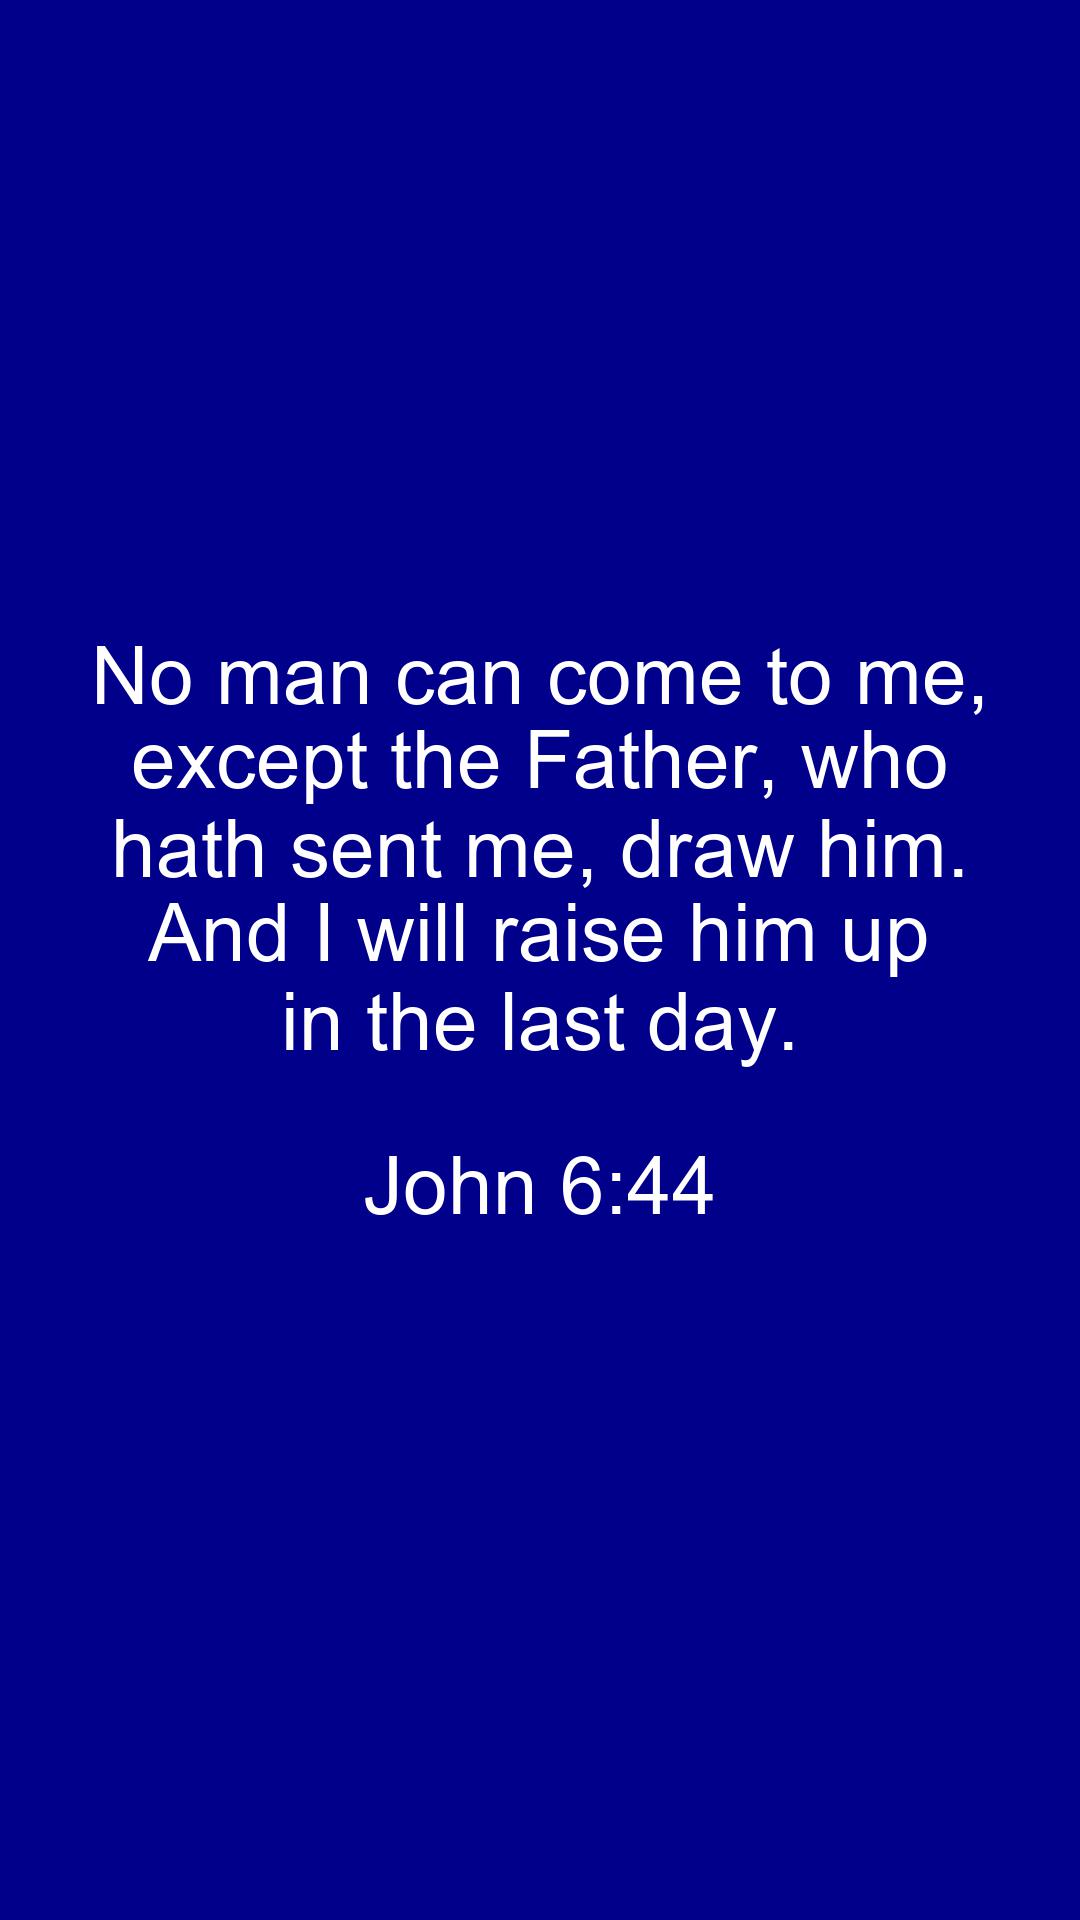 No man can come to me,
except the Father, who
hath sent me, draw him.
And I will raise him up
in the last day.
John 6:44